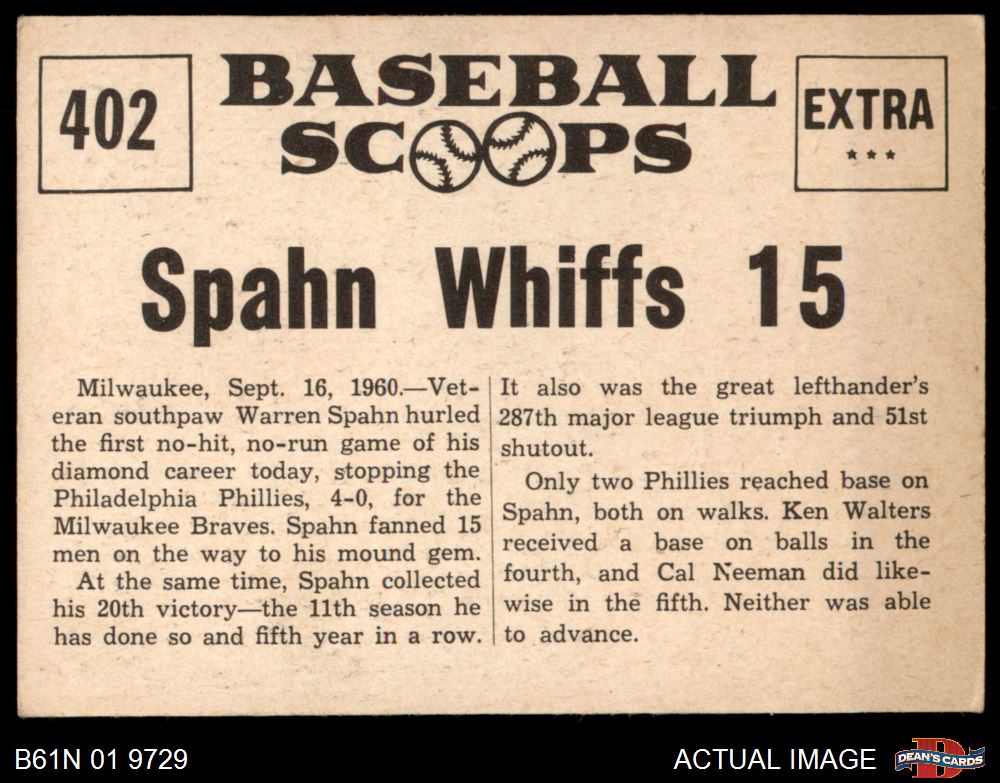 402
BASEBALL
SCOOPS
EXTRA
★ ★ ★
Spahn Whiffs 15
Milwaukee, Sept. 16, 1960.—Vet-
eran southpaw Warren Spahn hurled
the first no-hit, no-run game of his
diamond career today, stopping the
Philadelphia Phillies, 4-0, for the
Milwaukee Braves. Spahn fanned 15
men on the way to his mound gem.
At the same time, Spahn collected
his 20th victory—the 11th season he
has done so and fifth year in a row.
It also was the great lefthander's
287th major league triumph and 51st
shutout.
Only two Phillies reached base on
Spahn, both on walks. Ken Walters
received a base on balls in the
fourth, and Cal Neeman did like-
wise in the fifth. Neither was able
to advance.
B61N 01 9729
ACTUAL IMAGE
D
DEAN'S CARDS